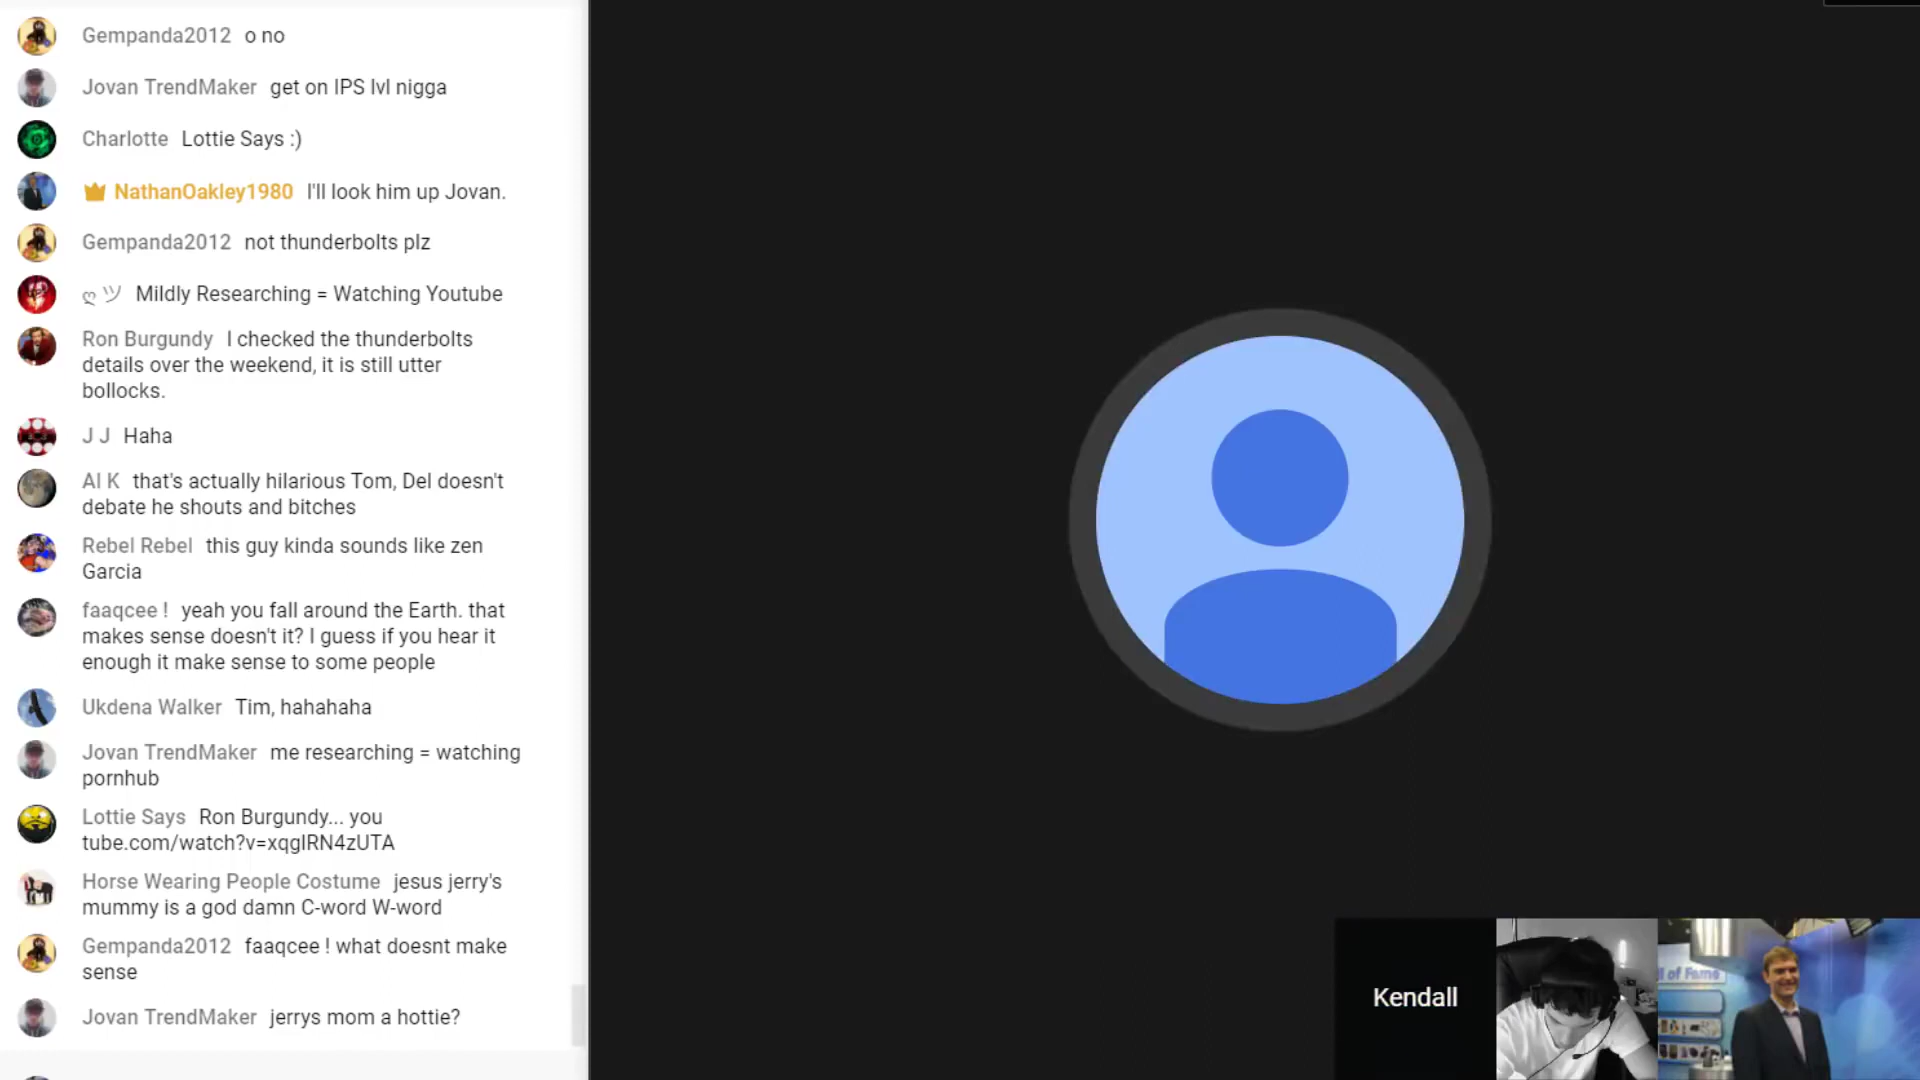 Gempanda2012 o no
Jovan TrendMaker get on IPS lvl nigga
Charlotte Lottie Says :)
NathanOakley1980 I'll look him up Jovan.
Gempanda2012 not thunderbolts plz
ღ ツ Mildly Researching = Watching Youtube
Ron Burgundy I checked the thunderbolts
details over the weekend, it is still utter
bollocks.
J J Haha
Al K that's actually hilarious Tom, Del doesn't
debate he shouts and bitches
Rebel Rebel this guy kinda sounds like zen
Garcia
faaqcee ! yeah you fall around the Earth. that
makes sense doesn't it? I guess if you hear it
enough it make sense to some people
Ukdena Walker Tim, hahahaha
Jovan TrendMaker me researching = watching
pornhub
Lottie Says Ron Burgundy... you
tube.com/watch?v=xqgIRN4zUTA
Horse Wearing People Costume jesus jerry's
mummy is a god damn C-word W-word
Gempanda2012 faaqcee ! what doesnt make
sense
Jovan TrendMaker jerrys mom a hottie?
Kendall
of Fame